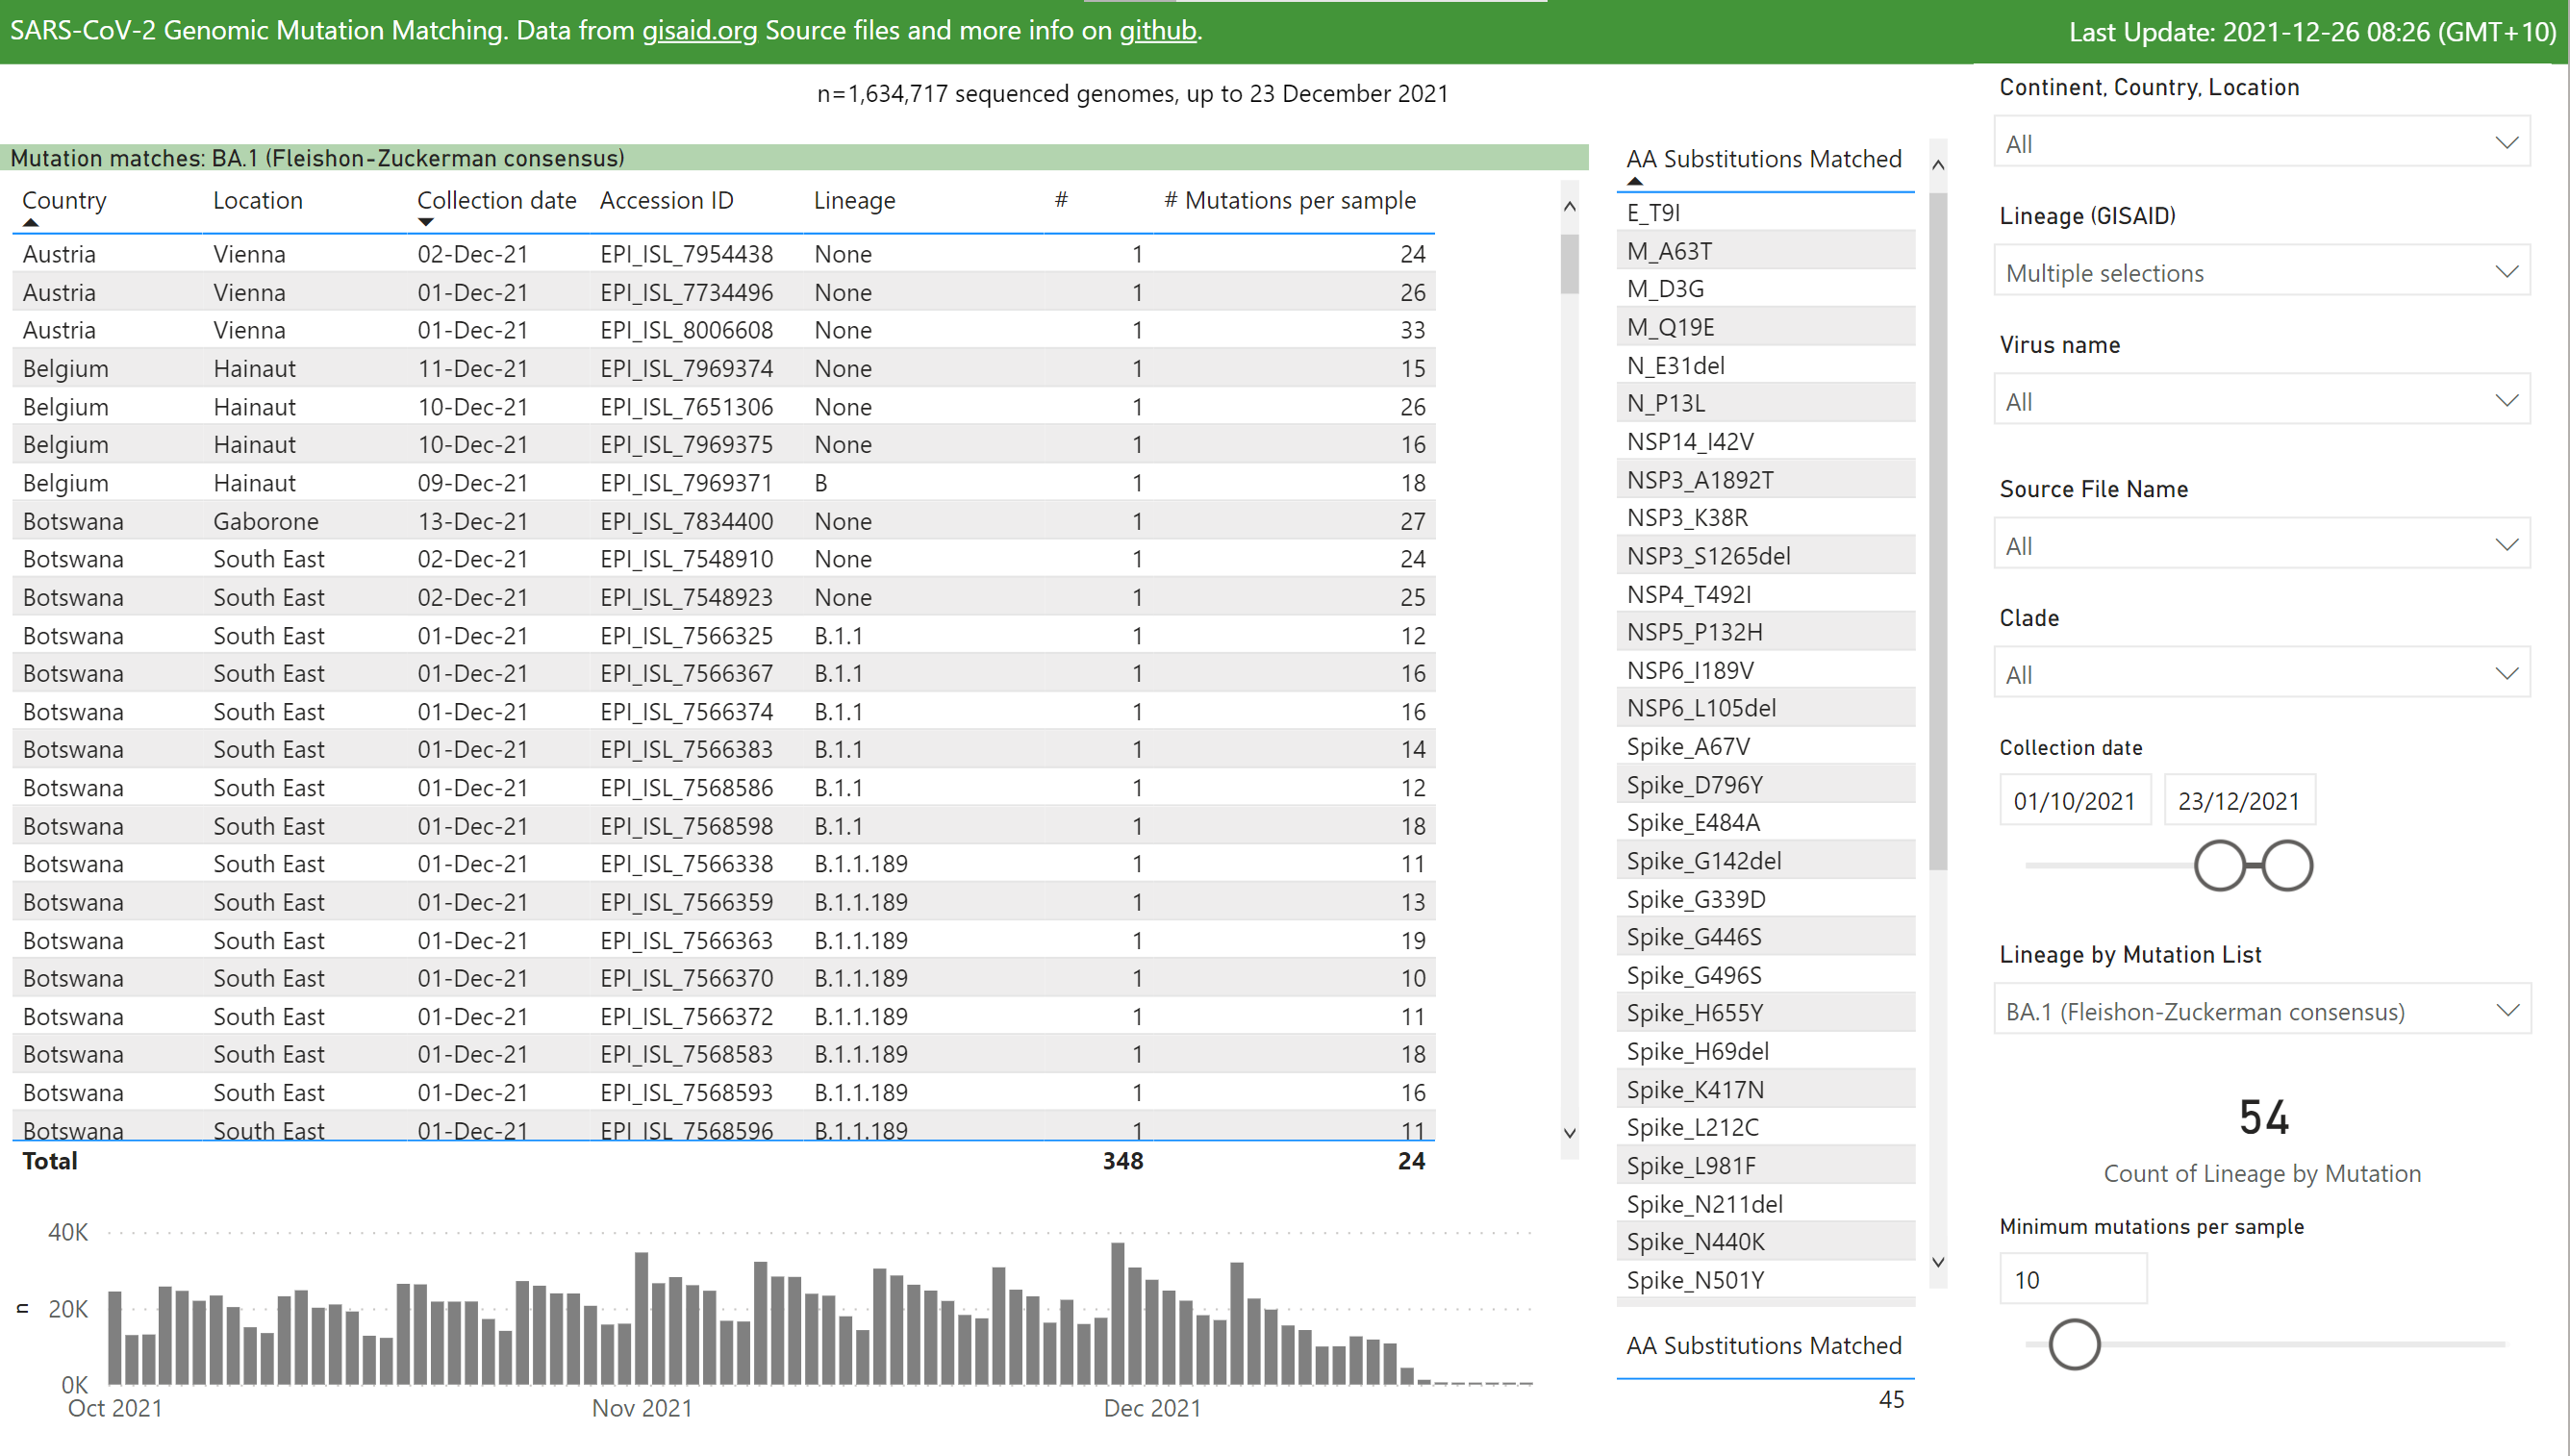 SARS-CoV-2 Genomic Mutation Matching. Data from gisaid.org Source files and more info on github.
Last Update: 2021-12-26 08:26 (GMT+10)
n=1,634,717 sequenced genomes, up to 23 December 2021
Mutation matches: BA.1 (Fleishon-Zuckerman consensus)
Country Location Collection date Accession ID Lineage # # Mutations per sample
Austria Vienna 02-Dec-21 EPI_ISL_7954438 None 1 24
Austria Vienna 01-Dec-21 EPI_ISL_7734496 None 1 26
Austria Vienna 01-Dec-21 EPI_ISL_8006608 None 1 33
Belgium Hainaut 11-Dec-21 EPI_ISL_7969374 None 1 15
Belgium Hainaut 10-Dec-21 EPI_ISL_7651306 None 1 26
Belgium Hainaut 10-Dec-21 EPI_ISL_7969375 None 1 16
Belgium Hainaut 09-Dec-21 EPI_ISL_7969371 B 1 18
Botswana Gaborone 13-Dec-21 EPI_ISL_7834400 None 1 27
Botswana South East 02-Dec-21 EPI_ISL_7548910 None 1 24
Botswana South East 02-Dec-21 EPI_ISL_7548923 None 1 25
Botswana South East 01-Dec-21 EPI_ISL_7566325 B.1.1 1 12
Botswana South East 01-Dec-21 EPI_ISL_7566367 B.1.1 1 16
Botswana South East 01-Dec-21 EPI_ISL_7566374 B.1.1 1 16
Botswana South East 01-Dec-21 EPI_ISL_7566383 B.1.1 1 14
Botswana South East 01-Dec-21 EPI_ISL_7568586 B.1.1 1 12
Botswana South East 01-Dec-21 EPI_ISL_7568598 B.1.1 1 18
Botswana South East 01-Dec-21 EPI_ISL_7566338 B.1.1.189 1 11
Botswana South East 01-Dec-21 EPI_ISL_7566359 B.1.1.189 1 13
Botswana South East 01-Dec-21 EPI_ISL_7566363 B.1.1.189 1 19
Botswana South East 01-Dec-21 EPI_ISL_7566370 B.1.1.189 1 10
Botswana South East 01-Dec-21 EPI_ISL_7566372 B.1.1.189 1 11
Botswana South East 01-Dec-21 EPI_ISL_7568583 B.1.1.189 1 18
Botswana South East 01-Dec-21 EPI_ISL_7568593 B.1.1.189 1 16
Botswana South East 01-Dec-21 EPI_ISL_7568596 B.1.1.189 1 11
Total 348 24
40K
20K
0K
n
Oct 2021 Nov 2021 Dec 2021
AA Substitutions Matched
E_T9I
M_A63T
M_D3G
M_Q19E
N_E31del
N_P13L
NSP14_I42V
NSP3_A1892T
NSP3_K38R
NSP3_S1265del
NSP4_T492I
NSP5_P132H
NSP6_I189V
NSP6_L105del
Spike_A67V
Spike_D796Y
Spike_E484A
Spike_G142del
Spike_G339D
Spike_G446S
Spike_G496S
Spike_H655Y
Spike_H69del
Spike_K417N
Spike_L212C
Spike_L981F
Spike_N211del
Spike_N440K
Spike_N501Y
AA Substitutions Matched
45
Continent, Country, Location
All
Lineage (GISAID)
Multiple selections
Virus name
All
Source File Name
All
Clade
All
Collection date
01/10/2021 23/12/2021
Lineage by Mutation List
BA.1 (Fleishon-Zuckerman consensus)
54
Count of Lineage by Mutation
Minimum mutations per sample
10